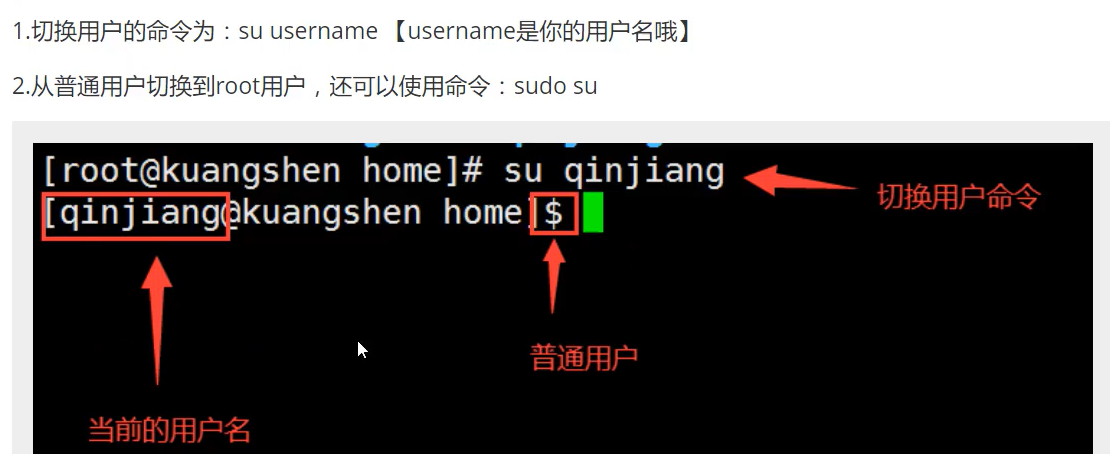 1.切换用户的命令为：su username 【username是你的用户名哦】
2.从普通用户切换到root用户，还可以使用命令：sudo su
[root@kuangshen home]# su qinjiang
切换用户命令
[qinjiang@kuangshen home]$
普通用户
当前的用户名